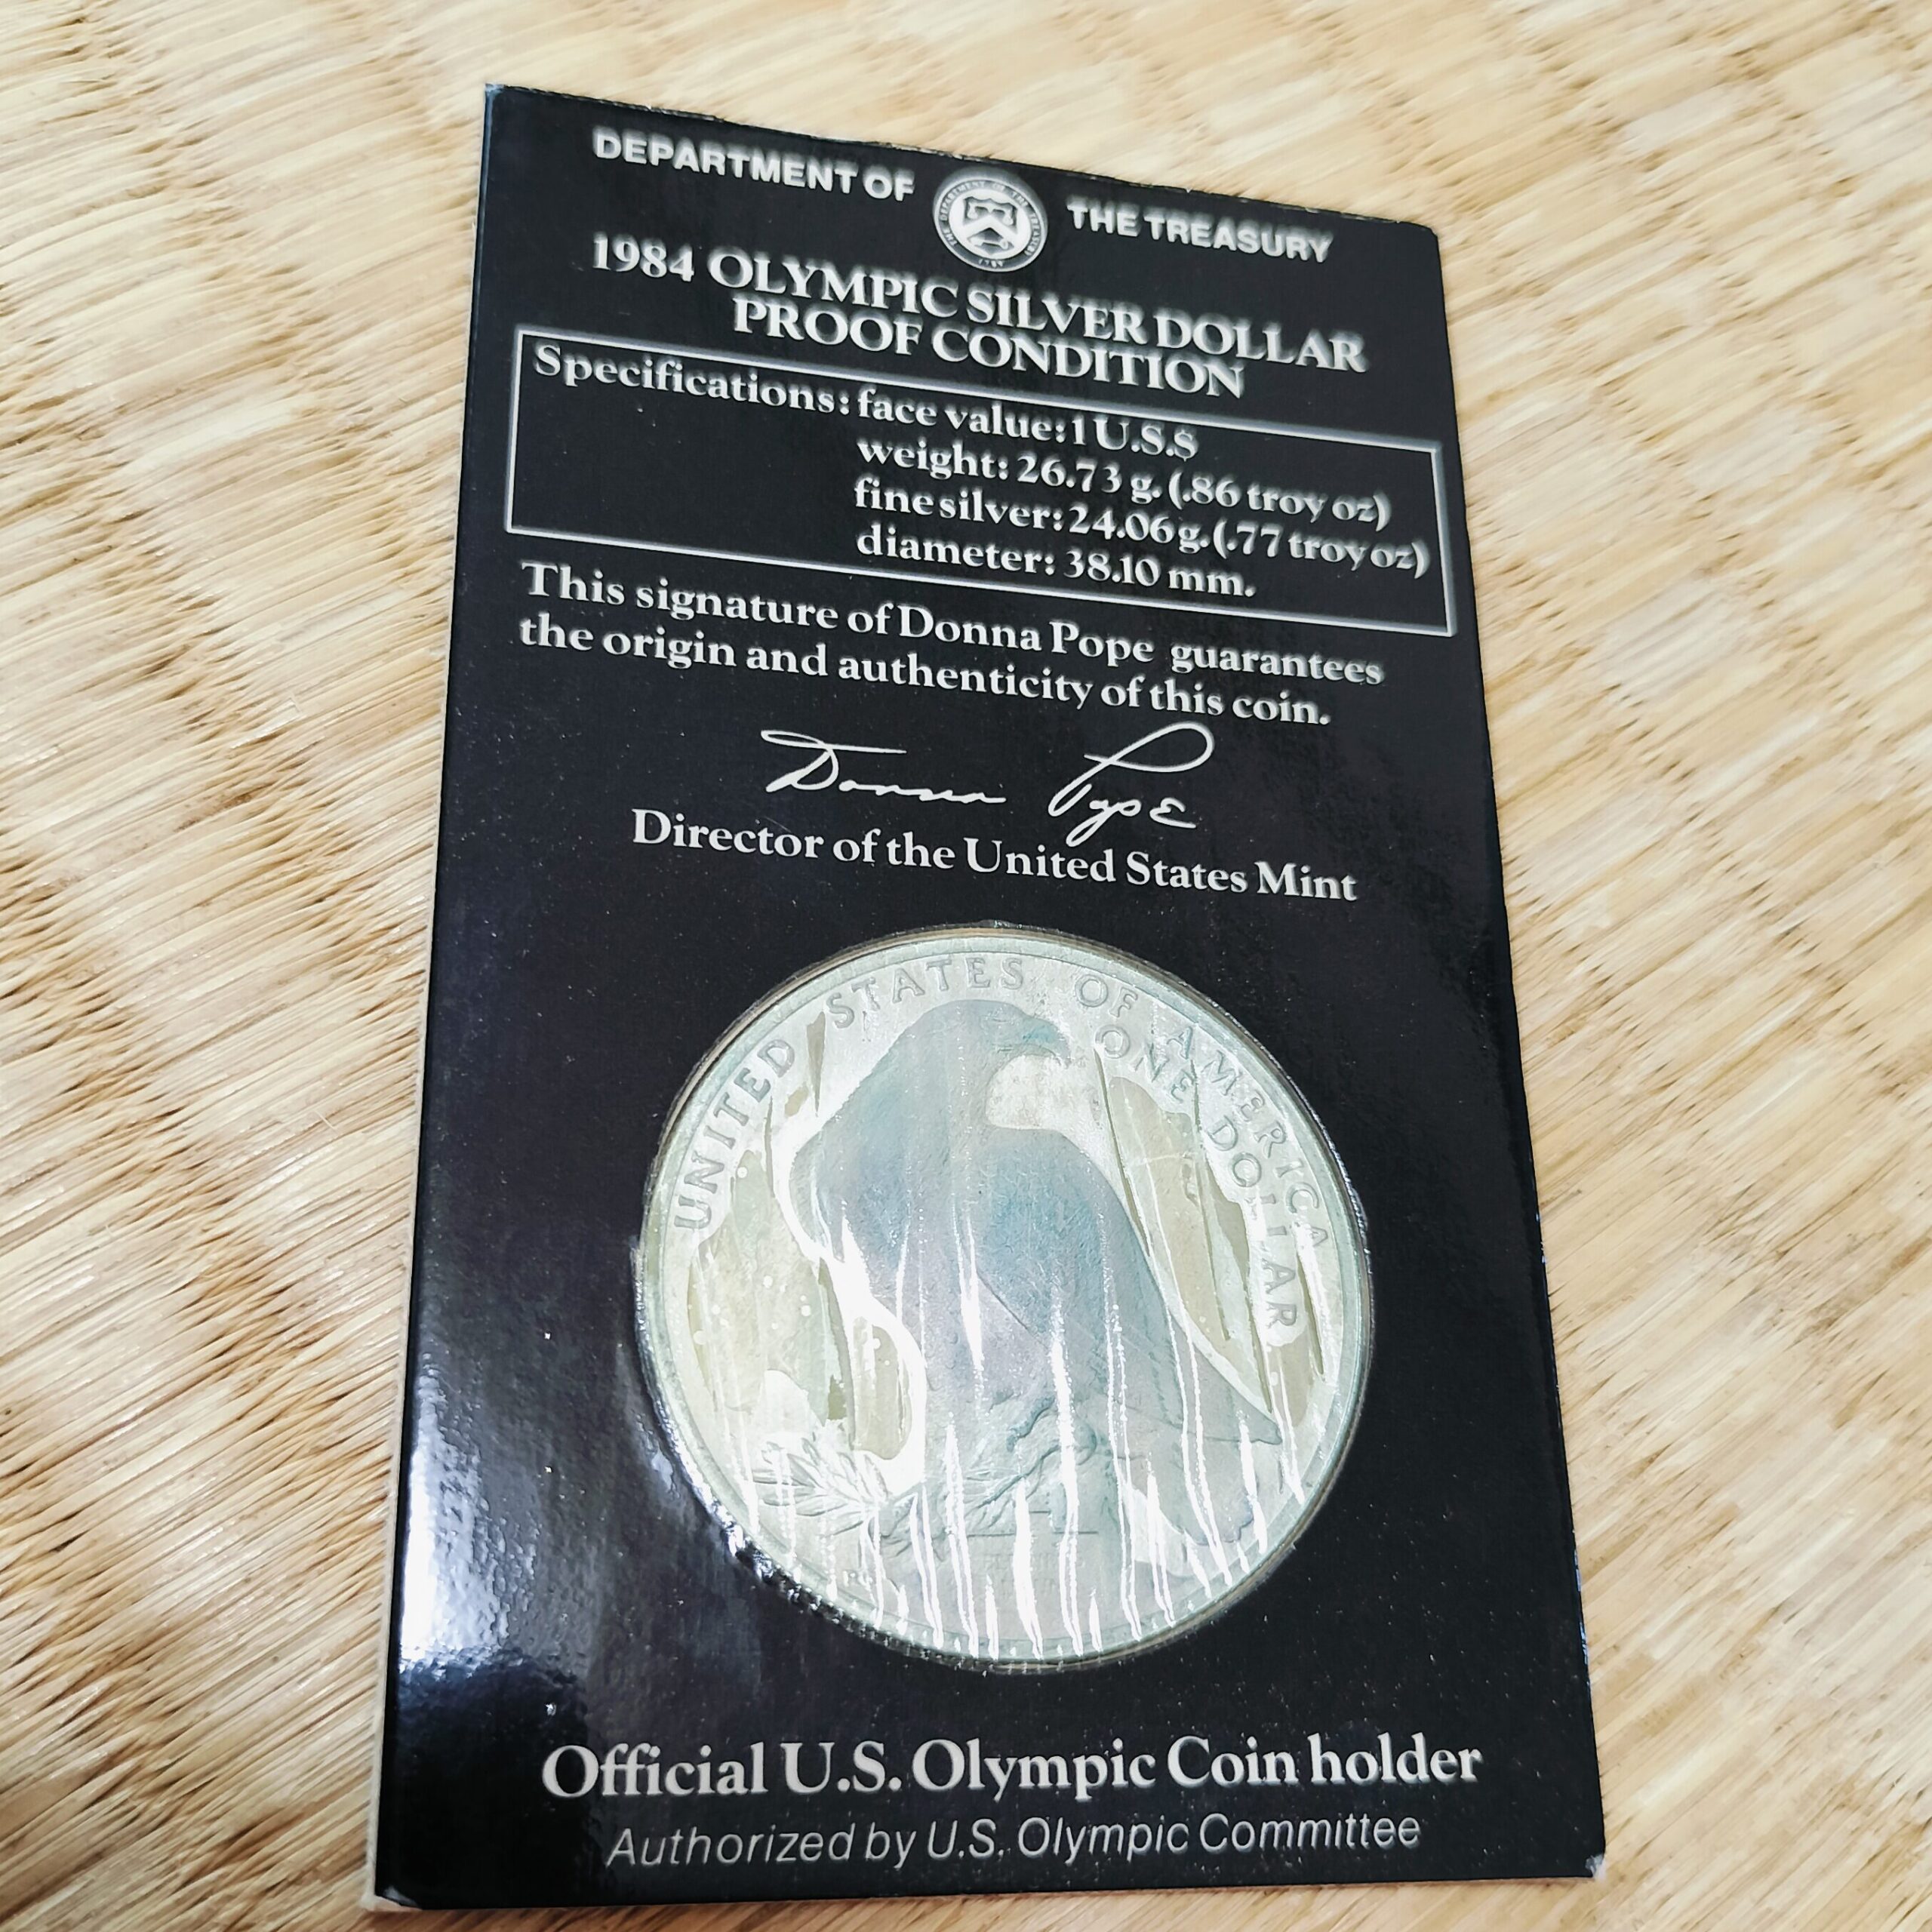 DEPARTMENT OF THE TREASURY
1984 OLYMPIC SILVER DOLLAR
PROOF CONDITION
Specifications: face value: 1 U.S.$
weight: 26.73 g. (.86 troy oz)
fine silver: 24.06 g. (.77 troy oz)
diameter: 38.10 mm.
This signature of Donna Pope guarantees
the origin and authenticity of this coin.
Donna Pope
Director of the United States Mint
UNITED STATES OF AMERICA
ONE DOLLAR
Official U.S. Olympic Coin holder
Authorized by U.S. Olympic Committee